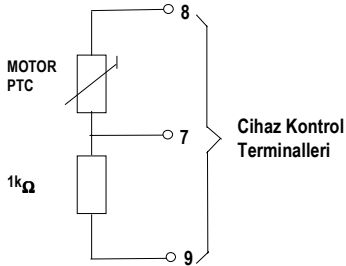 8
MOTOR
PTC
7
Cihaz Kontrol
Terminalleri
1kΩ
9